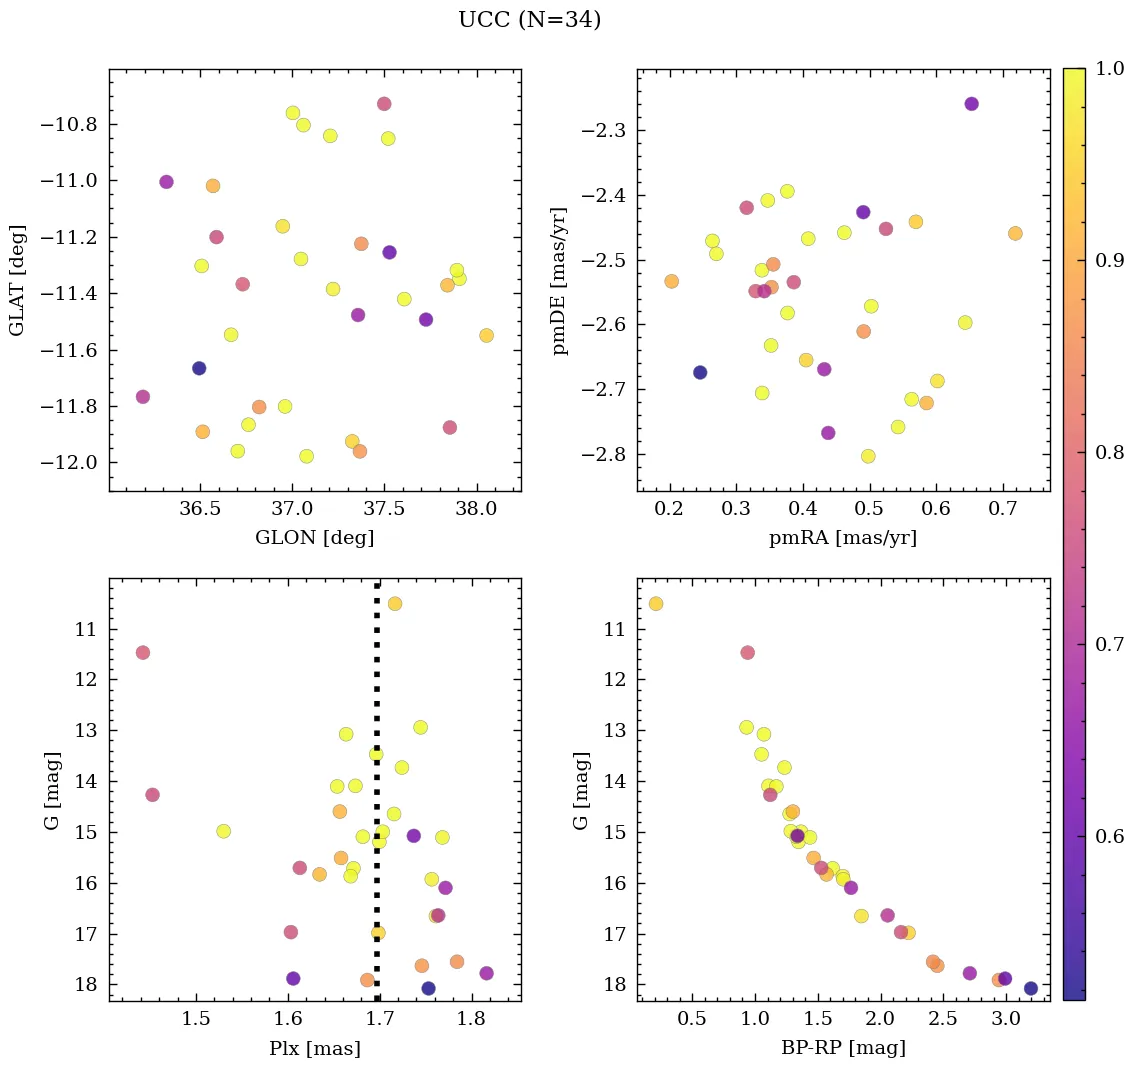 UCC (N=34)
−10.8
−11.0
−11.2
−11.4
−11.6
−11.8
−12.0
GLAT [deg]
36.5 37.0 37.5 38.0
GLON [deg]
−2.3
−2.4
−2.5
−2.6
−2.7
−2.8
pmDE [mas/yr]
0.2 0.3 0.4 0.5 0.6 0.7
pmRA [mas/yr]
11
12
13
14
15
16
17
18
G [mag]
1.5 1.6 1.7 1.8
Plx [mas]
11
12
13
14
15
16
17
18
G [mag]
0.5 1.0 1.5 2.0 2.5 3.0
BP-RP [mag]
1.0
0.9
0.8
0.7
0.6